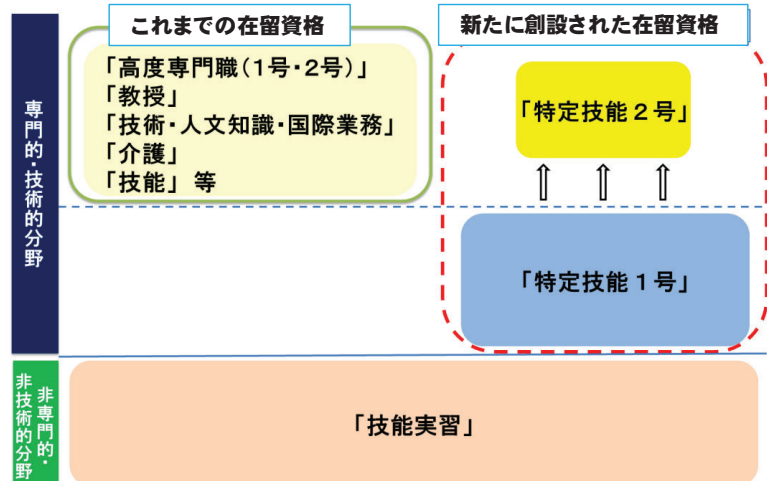 これまでの在留資格
新たに創設された在留資格
専門的・技術的分野
「高度専門職（1号・2号）」
「教授」
「技術・人文知識・国際業務」
「介護」
「技能」等
「特定技能２号」
「特定技能１号」
非専門的・
非技術的分野
「技能実習」